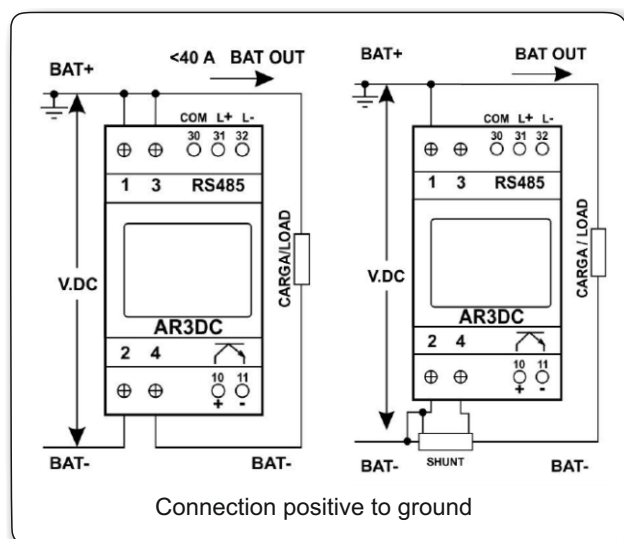 <40 A BAT OUT
BAT+
COM L+ L-
30 31 32
1 3 RS485
V.DC
CARGA/LOAD
AR3DC
2 4
10 11
+ -
BAT- BAT-
BAT OUT
BAT+
COM L+ L-
30 31 32
1 3 RS485
V.DC
CARGA / LOAD
AR3DC
2 4
10 11
+ -
BAT- SHUNT BAT-
Connection positive to ground